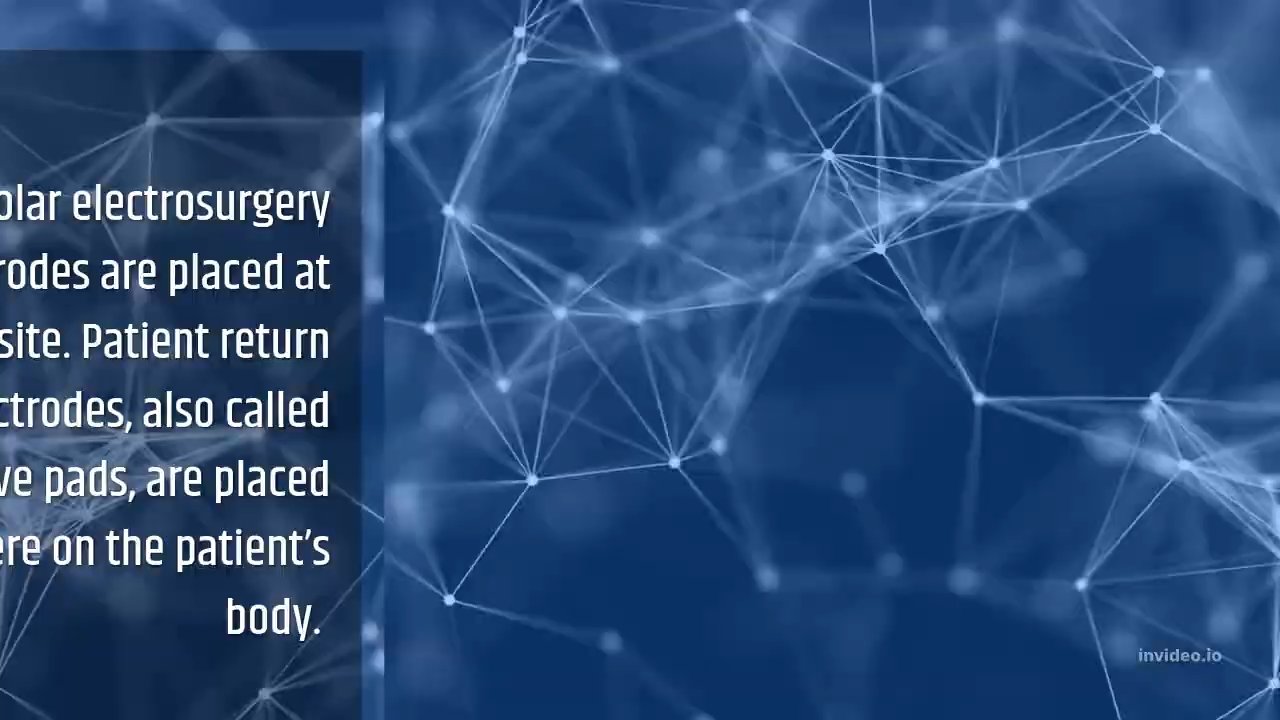 olar electrosurgery
rodes are placed at
site. Patient return
ctrodes, also called
ve pads, are placed
ere on the patient’s
body.
invideo.io